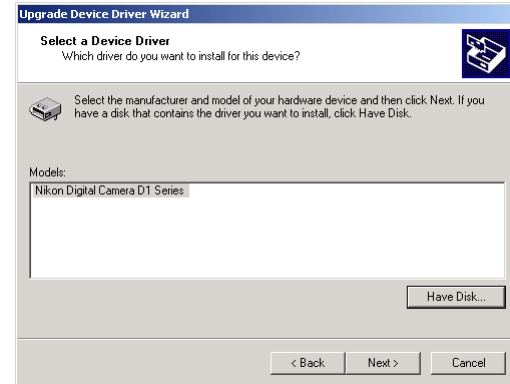 Upgrade Device Driver Wizard
Select a Device Driver
Which driver do you want to install for this device?
Select the manufacturer and model of your hardware device and then click Next. If you
have a disk that contains the driver you want to install, click Have Disk.
Models:
Nikon Digital Camera D1 Series
Have Disk...
< Back
Next >
Cancel